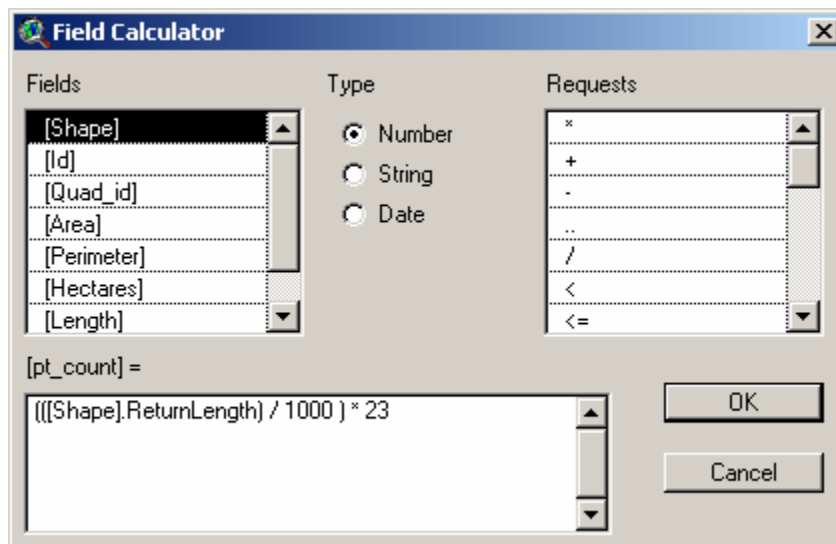 Field Calculator
Fields
Type
Requests
[Shape]
[Id]
[Quad_id]
[Area]
[Perimeter]
[Hectares]
[Length]
Number
String
Date
*
+
-
..
/
<
<=
[pt_count] =
(([Shape].ReturnLength) / 1000 ) * 23
OK
Cancel